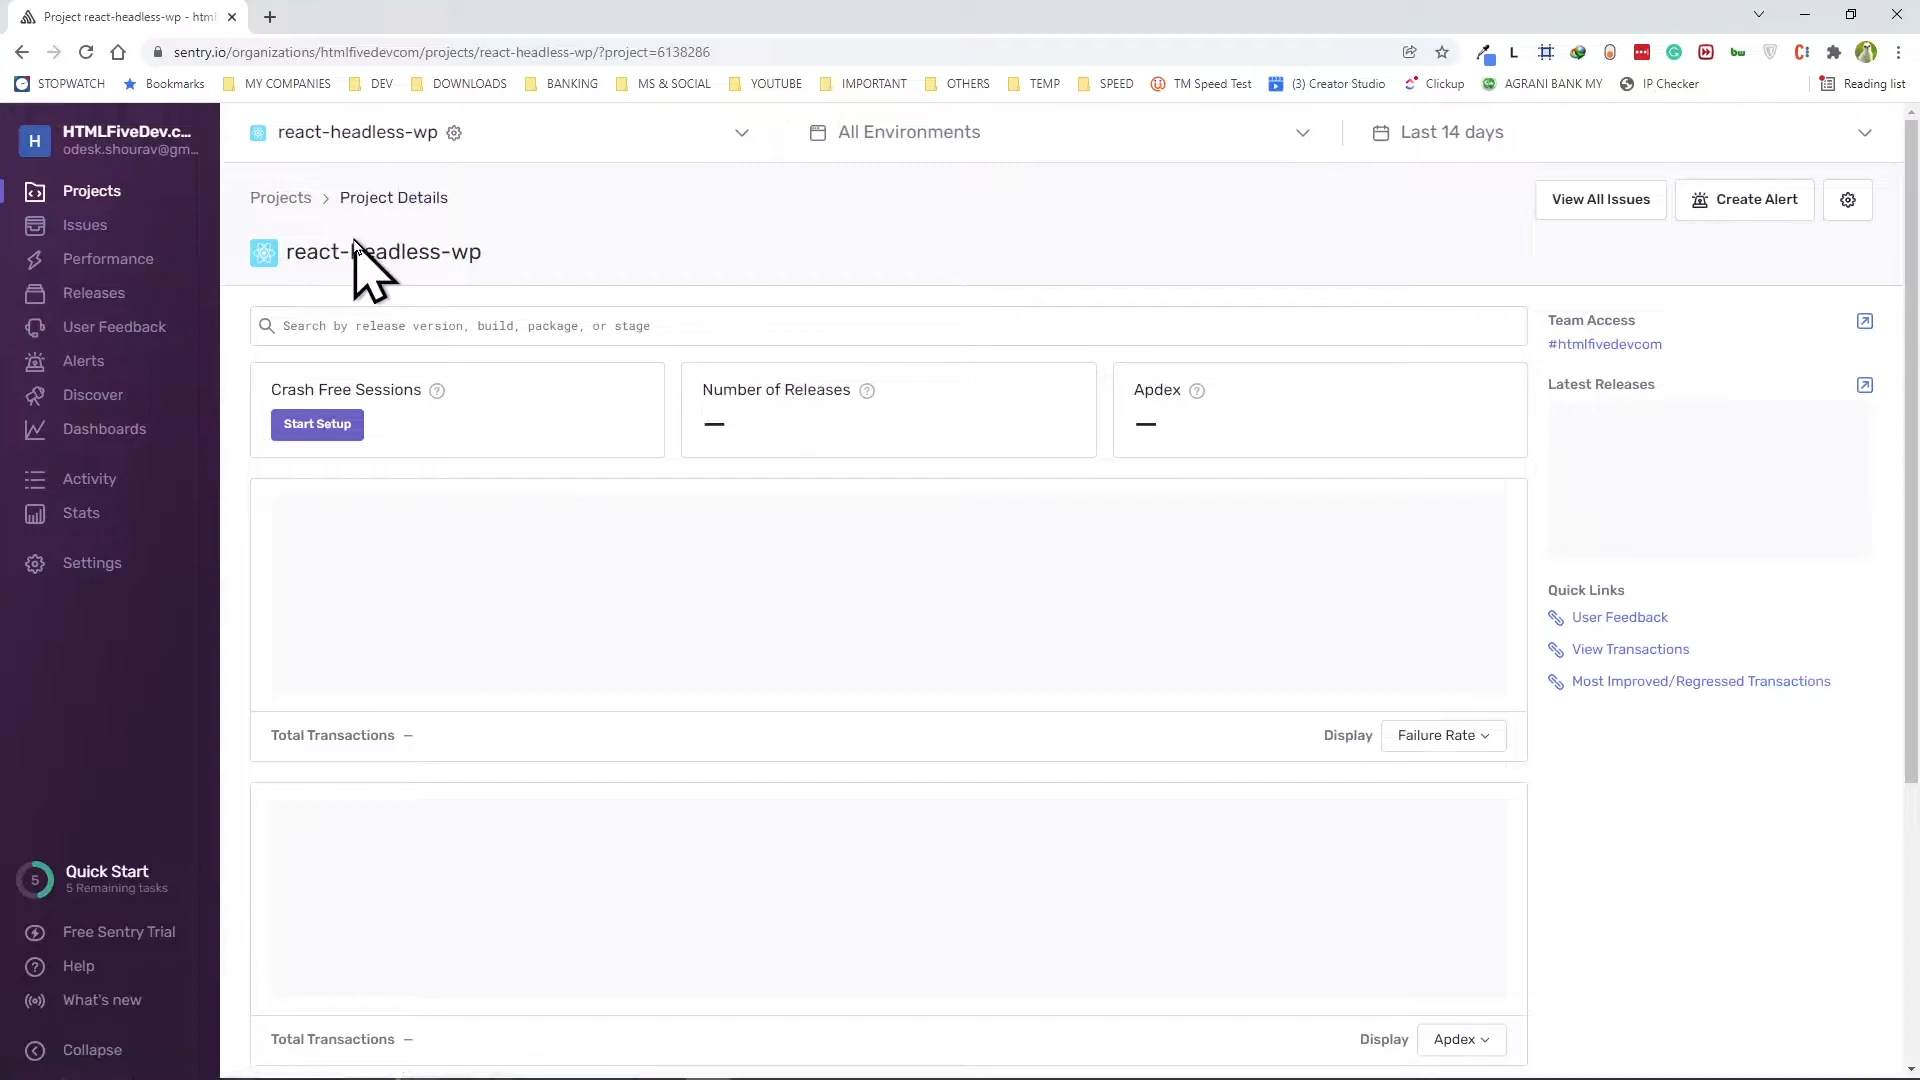 Project react-headless-wp - html
sentry.io/organizations/htmlfivedevcom/projects/react-headless-wp/?project=6138286
STOPWATCH
Bookmarks
MY COMPANIES
DEV
DOWNLOADS
BANKING
MS & SOCIAL
YOUTUBE
IMPORTANT
OTHERS
TEMP
SPEED
TM Speed Test
(3) Creator Studio
Clickup
AGRANI BANK MY
IP Checker
Reading list
H
HTMLFiveDev.c...
odesk.shourav@gm...
Projects
Issues
Performance
Releases
User Feedback
Alerts
Discover
Dashboards
Activity
Stats
Settings
5
Quick Start
5 Remaining tasks
Free Sentry Trial
Help
What's new
Collapse
react-headless-wp
All Environments
Last 14 days
Projects > Project Details
View All Issues
Create Alert
react-headless-wp
Search by release version, build, package, or stage
Crash Free Sessions
Start Setup
Number of Releases
—
Apdex
—
Total Transactions —
Display
Failure Rate
Total Transactions —
Display
Apdex
Team Access
#htmlfivedevcom
Latest Releases
Quick Links
User Feedback
View Transactions
Most Improved/Regressed Transactions